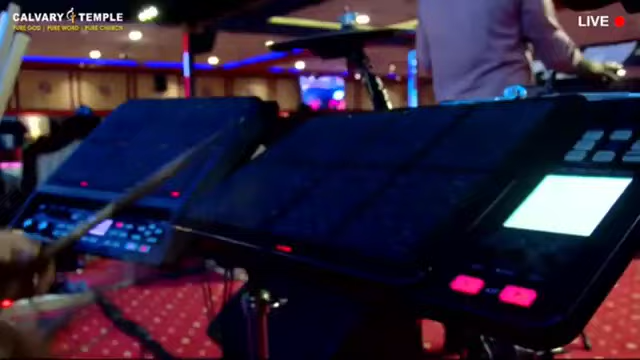 CALVARY TEMPLE
PURE GOD | PURE WORD | PURE CHURCH
LIVE